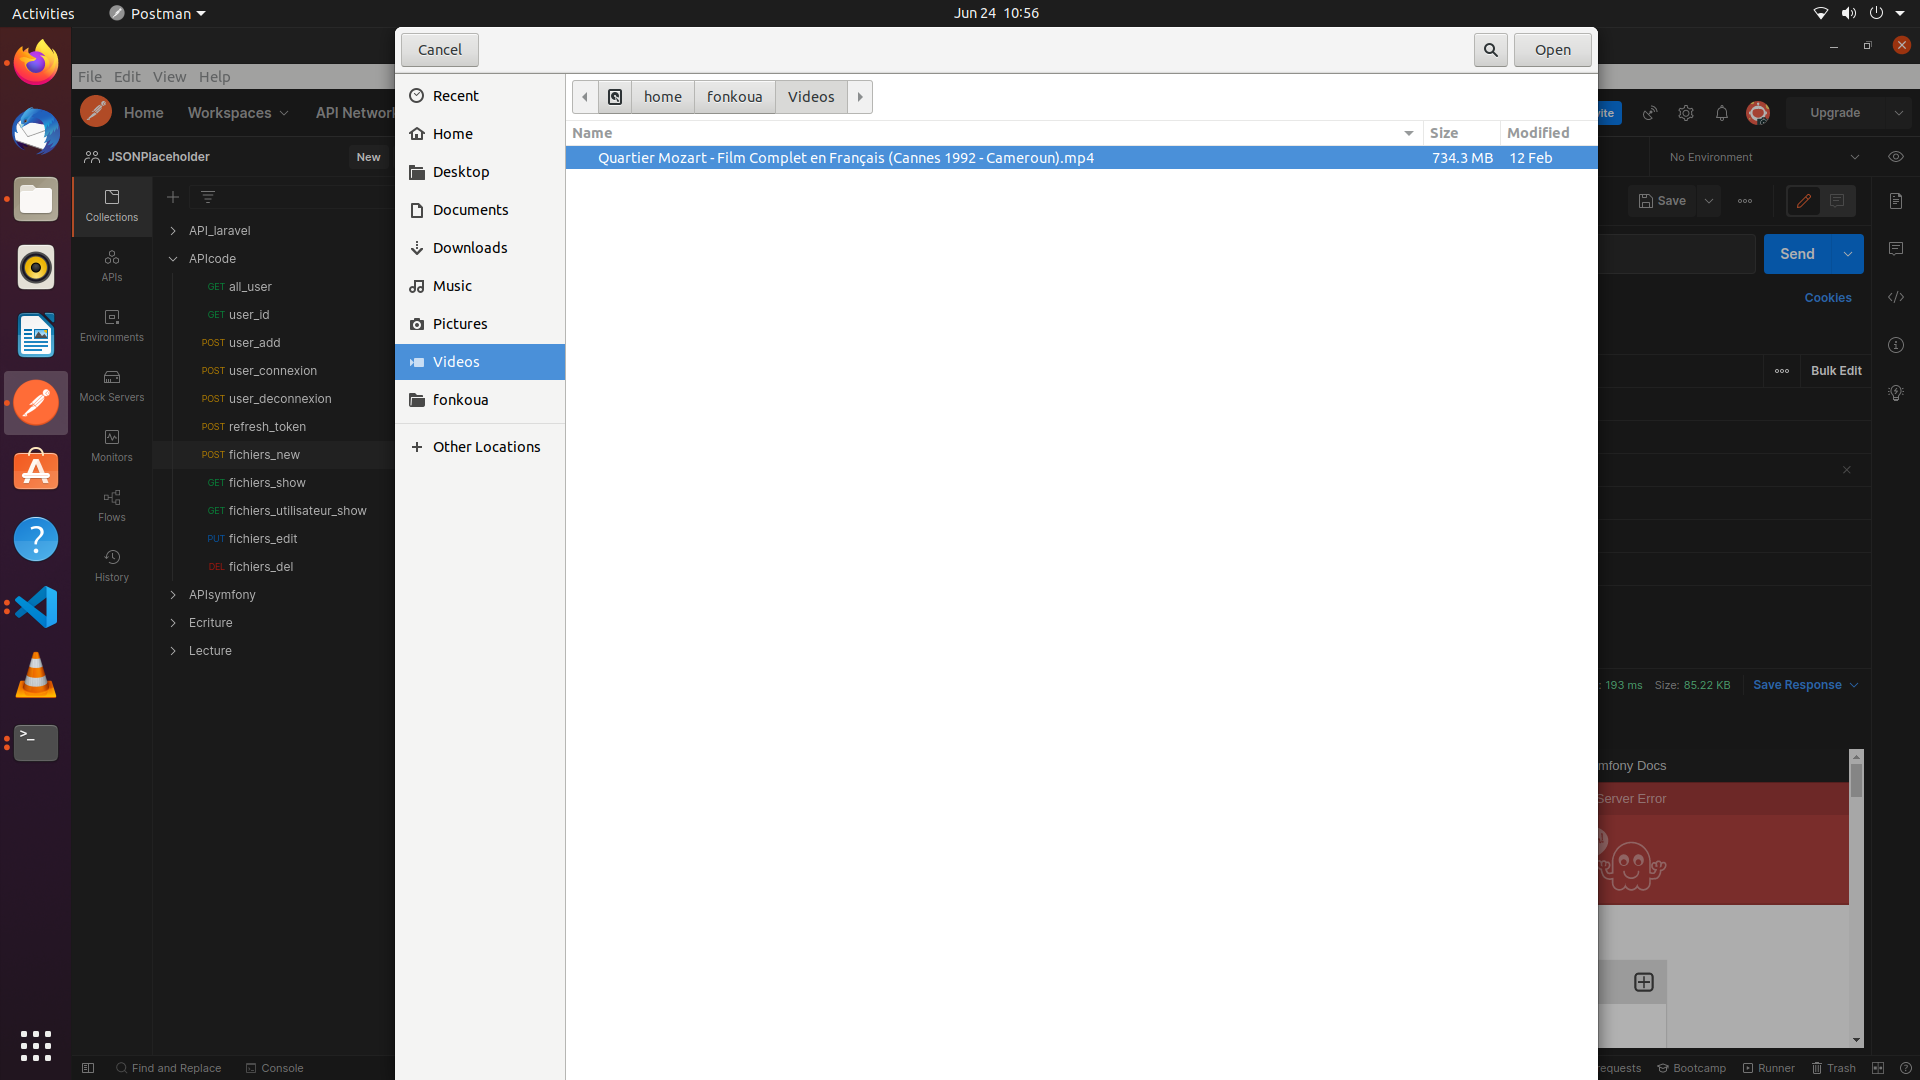 Activities
Postman
Jun 24 10:56
Cancel
Open
File Edit View Help
Home Workspaces API Networ
Upgrade
JSONPlaceholder
New
No Environment
Recent
Home
Desktop
Documents
Downloads
Music
Pictures
Videos
fonkoua
Other Locations
home fonkoua Videos
Name Size Modified
Quartier Mozart - Film Complet en Français (Cannes 1992 - Cameroun).mp4 734.3 MB 12 Feb
Collections
APIs
Environments
Mock Servers
Monitors
Flows
History
API_laravel
APIcode
GET all_user
GET user_id
POST user_add
POST user_connexion
POST user_deconnexion
POST refresh_token
POST fichiers_new
GET fichiers_show
GET fichiers_utilisateur_show
PUT fichiers_edit
DEL fichiers_del
APIsymfony
Ecriture
Lecture
Save
Send
Cookies
Bulk Edit
: 193 ms Size: 85.22 KB Save Response
mfony Docs
Server Error
Find and Replace Console
equests Bootcamp Runner Trash